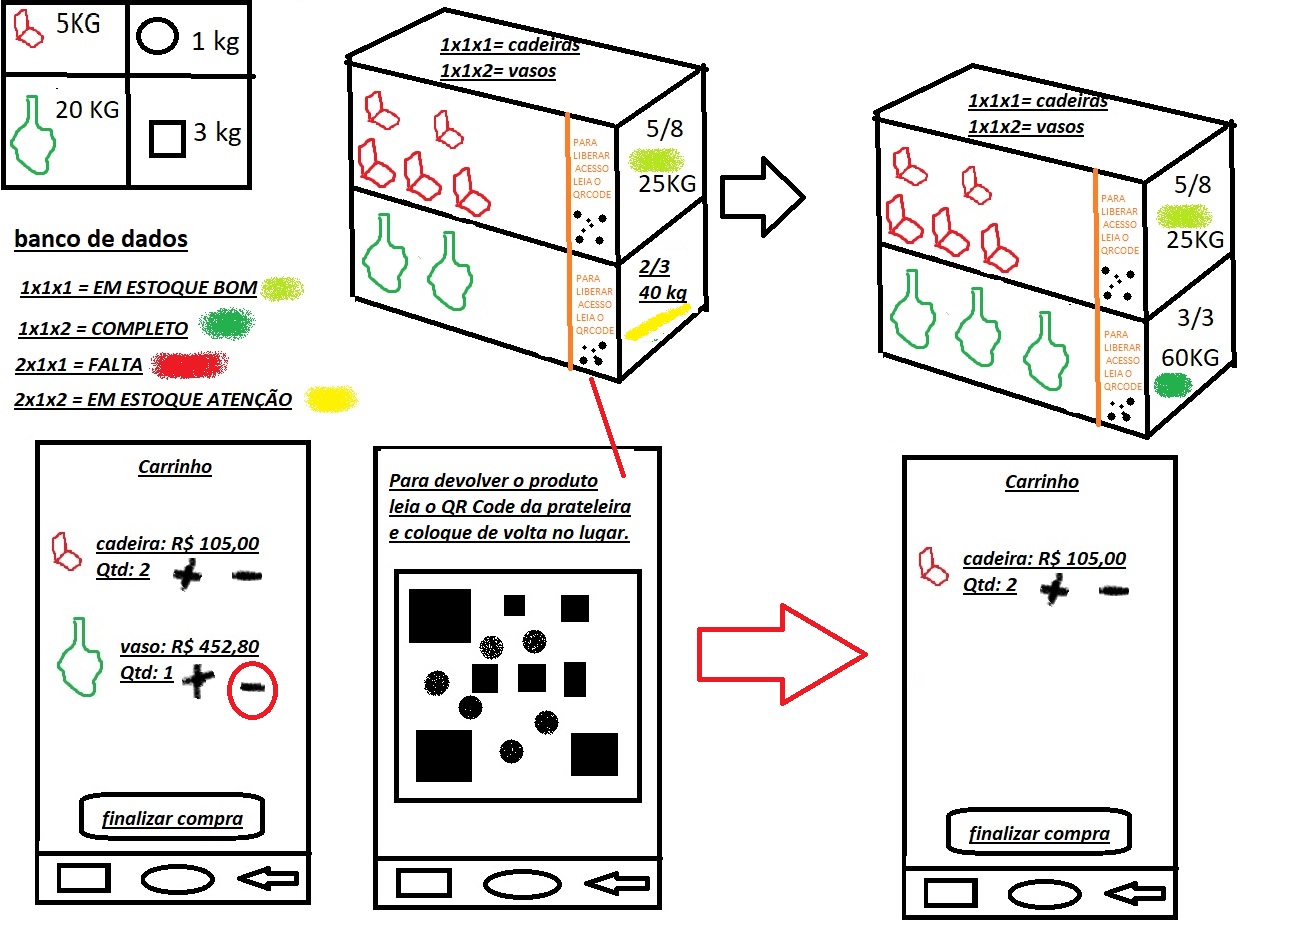 5KG
1 kg
20 KG
3 kg
banco de dados
1x1x1 = EM ESTOQUE BOM
1x1x2 = COMPLETO
2x1x1 = FALTA
2x1x2 = EM ESTOQUE ATENÇÃO
1x1x1= cadeiras
1x1x2= vasos
PARA
LIBERAR
ACESSO
LEIA O
QRCODE
5/8
25KG
PARA
LIBERAR
ACESSO
LEIA O
QRCODE
2/3
40 kg
1x1x1= cadeiras
1x1x2= vasos
PARA
LIBERAR
ACESSO
LEIA O
QRCODE
5/8
25KG
PARA
LIBERAR
ACESSO
LEIA O
QRCODE
3/3
60KG
Carrinho
cadeira: R$ 105,00
Qtd: 2
vaso: R$ 452,80
Qtd: 1
finalizar compra
Para devolver o produto
leia o QR Code da prateleira
e coloque de volta no lugar.
Carrinho
cadeira: R$ 105,00
Qtd: 2
finalizar compra